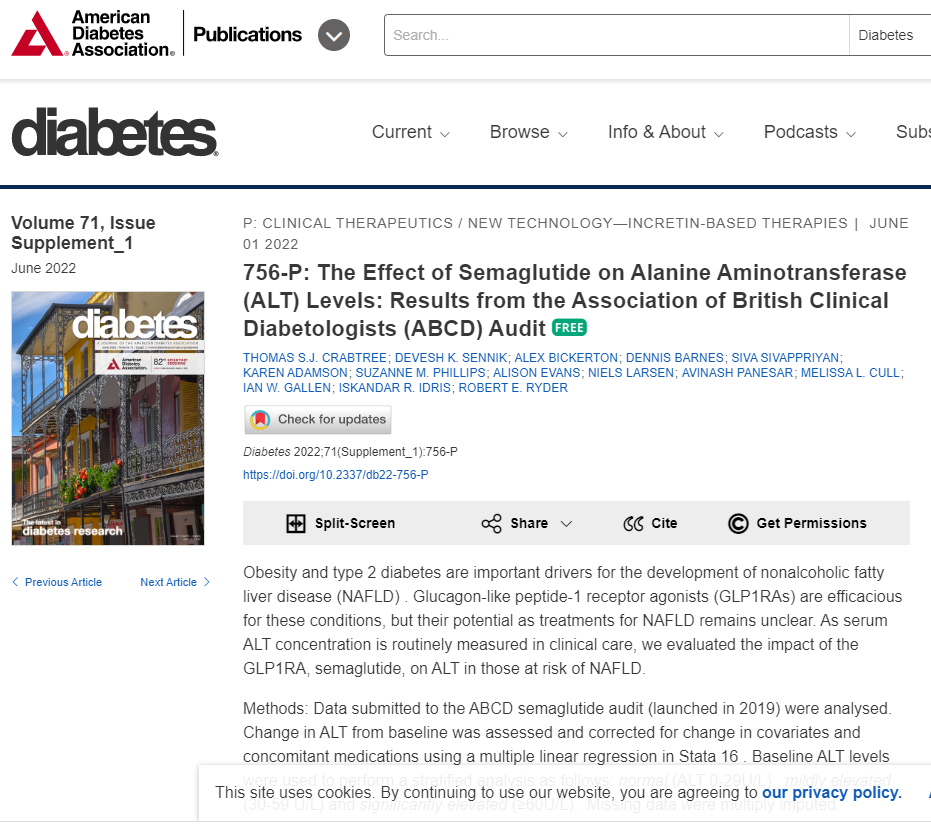 American
Diabetes
Association®
Publications
Search...
Diabetes
diabetes®
Current
Browse
Info & About
Podcasts
Subs
Volume 71, Issue
Supplement_1
June 2022
diabetes
The latest in
diabetes research
Previous Article
Next Article
P: CLINICAL THERAPEUTICS / NEW TECHNOLOGY—INCRETIN-BASED THERAPIES | JUNE
01 2022
756-P: The Effect of Semaglutide on Alanine Aminotransferase
(ALT) Levels: Results from the Association of British Clinical
Diabetologists (ABCD) Audit FREE
THOMAS S.J. CRABTREE; DEVESH K. SENNIK; ALEX BICKERTON; DENNIS BARNES; SIVA SIVAPPRIYAN;
KAREN ADAMSON; SUZANNE M. PHILLIPS; ALISON EVANS; NIELS LARSEN; AVINASH PANESAR; MELISSA L. CULL;
IAN W. GALLEN; ISKANDAR R. IDRIS; ROBERT E. RYDER
Check for updates
Diabetes 2022;71(Supplement_1):756-P
https://doi.org/10.2337/db22-756-P
Split-Screen
Share
Cite
Get Permissions
Obesity and type 2 diabetes are important drivers for the development of nonalcoholic fatty
liver disease (NAFLD) . Glucagon-like peptide-1 receptor agonists (GLP1RAs) are efficacious
for these conditions, but their potential as treatments for NAFLD remains unclear. As serum
ALT concentration is routinely measured in clinical care, we evaluated the impact of the
GLP1RA, semaglutide, on ALT in those at risk of NAFLD.
Methods: Data submitted to the ABCD semaglutide audit (launched in 2019) were analysed.
Change in ALT from baseline was assessed and corrected for change in covariates and
concomitant medications using a multiple linear regression in Stata 16 . Baseline ALT levels
were used to perform a stratified analysis as follows: normal (ALT 0-29U/L) , mildly elevated
(30-59 U/L) and significantly elevated (≥60U/L) . Missing data were multiply imputed.
This site uses cookies. By continuing to use our website, you are agreeing to our privacy policy.